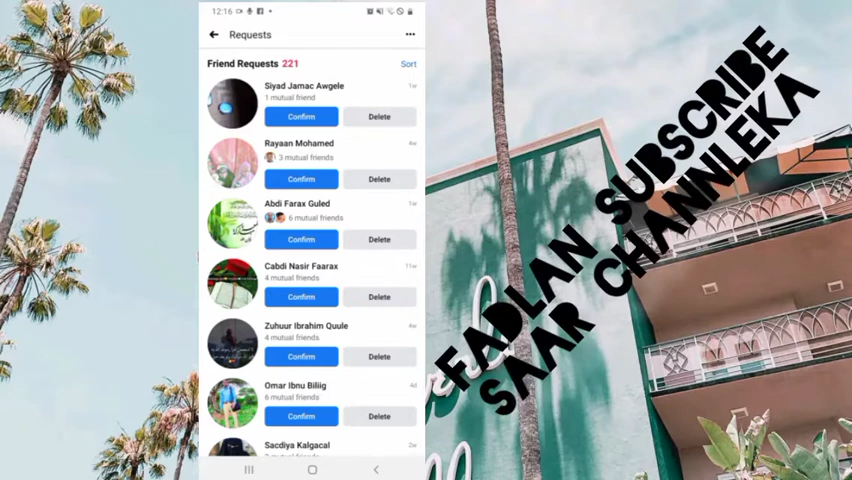 12:16
Requests
Friend Requests 221
Sort
Siyad Jamac Awgele
1w
1 mutual friend
Confirm
Delete
Rayaan Mohamed
4w
3 mutual friends
Confirm
Delete
Abdi Farax Guled
1w
6 mutual friends
Confirm
Delete
Cabdi Nasir Faarax
11w
4 mutual friends
Confirm
Delete
Zuhuur Ibrahim Quule
4w
4 mutual friends
Confirm
Delete
Omar Ibnu Biliig
4d
6 mutual friends
Confirm
Delete
Sacdiya Kalgacal
2w
FADLAN SUBSCRIBE
SAAR CHANNLEKA